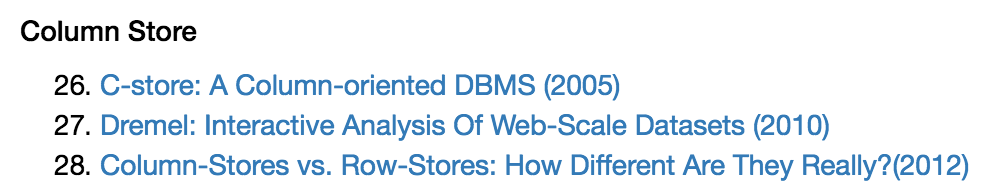 Column Store
26. C-store: A Column-oriented DBMS (2005)
27. Dremel: Interactive Analysis Of Web-Scale Datasets (2010)
28. Column-Stores vs. Row-Stores: How Different Are They Really?(2012)